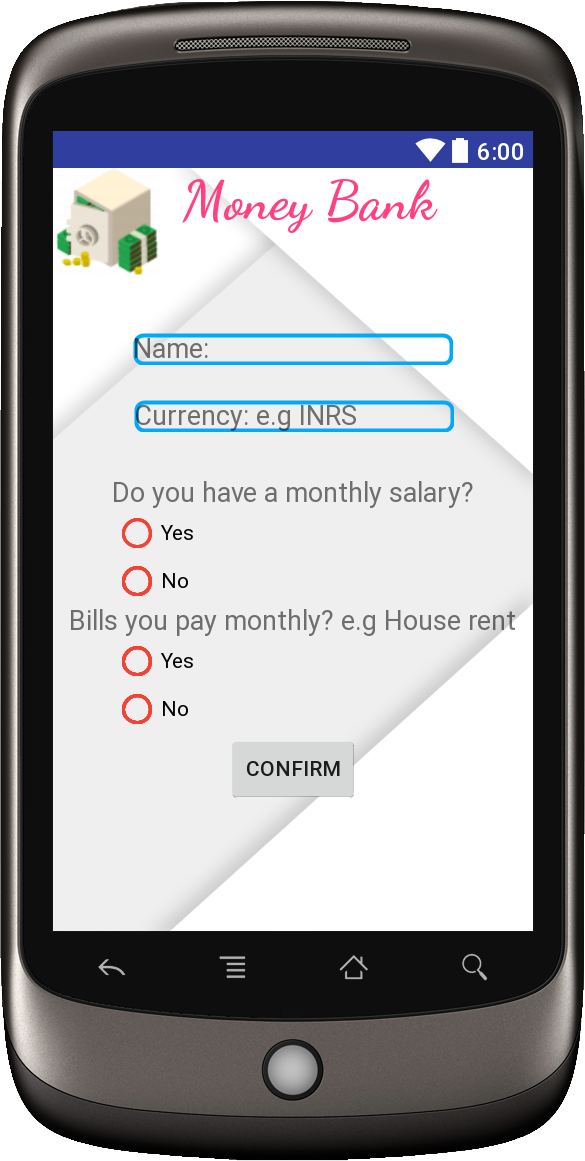 6:00
Money Bank
Name:
Currency: e.g INRS
Do you have a monthly salary?
Yes
No
Bills you pay monthly? e.g House rent
Yes
No
CONFIRM